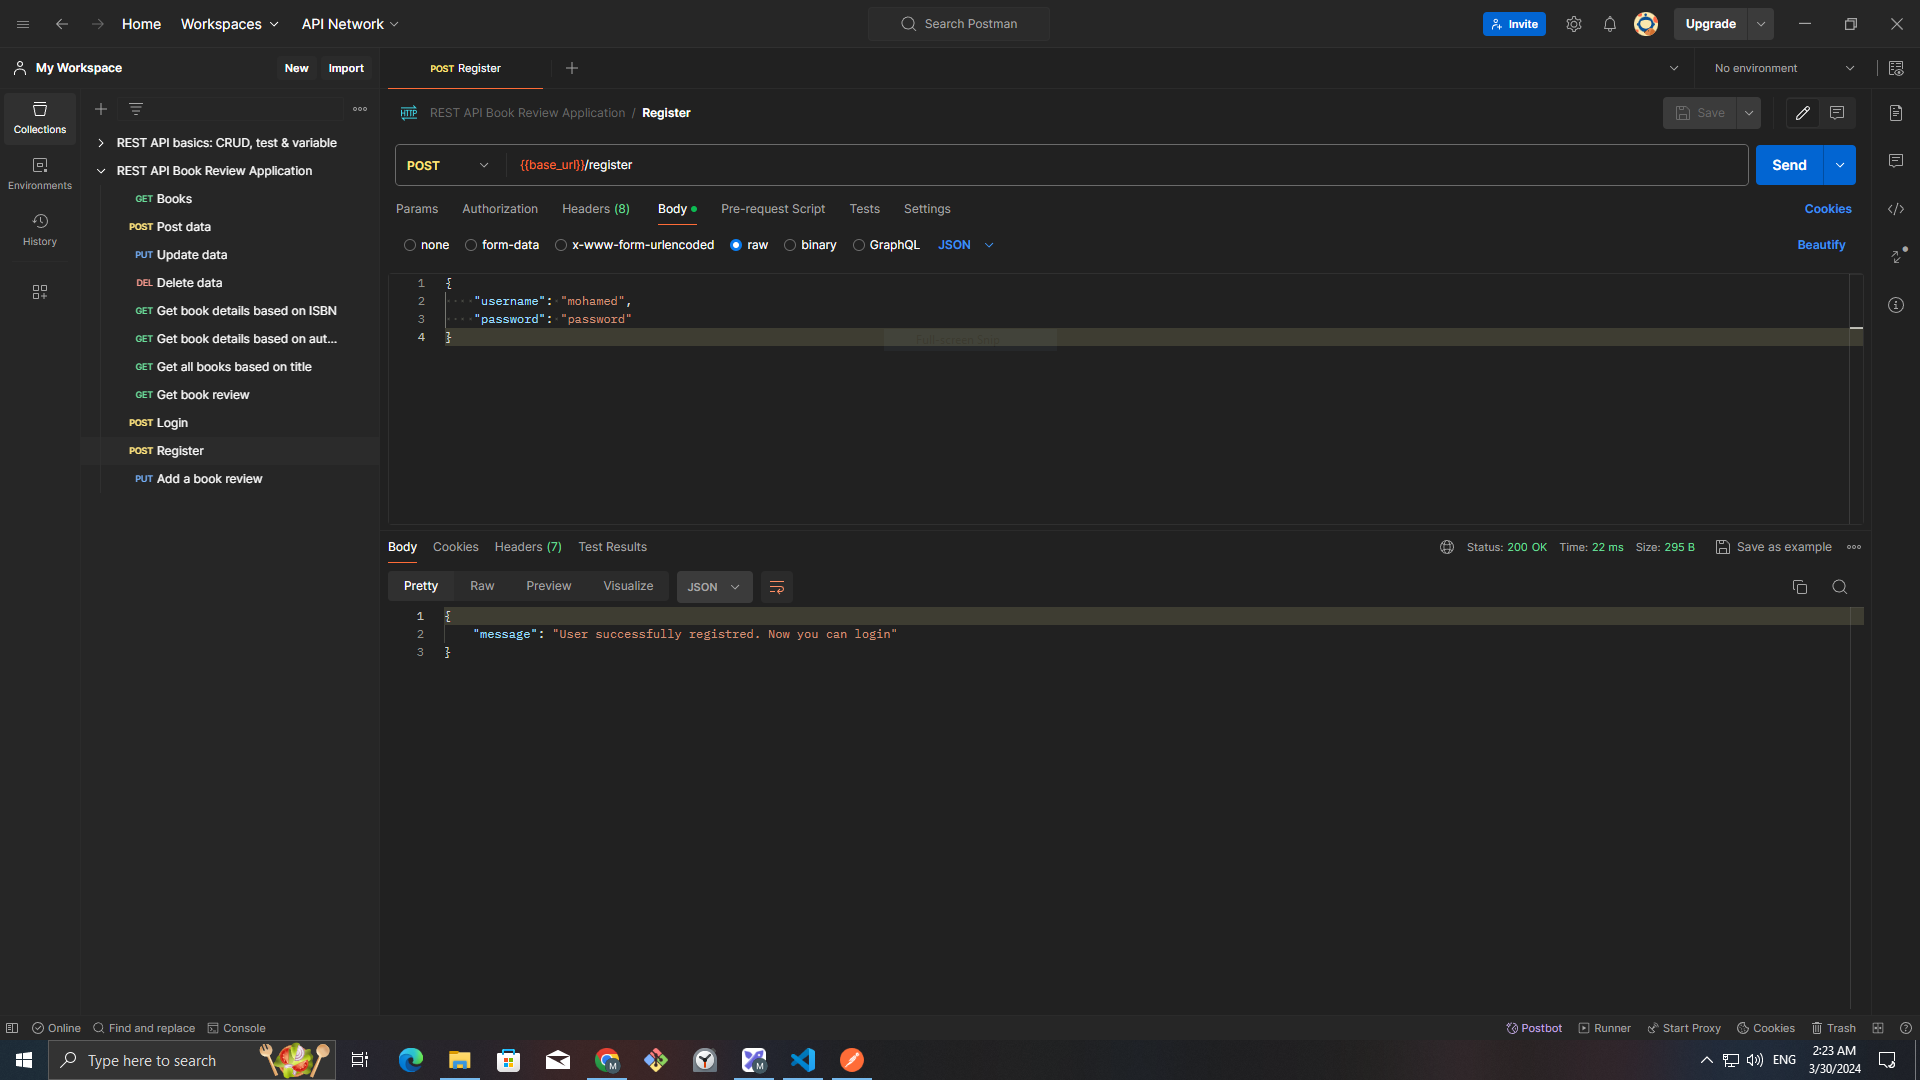 Home Workspaces API Network Search Postman Invite Upgrade
My Workspace New Import POST Register No environment
Collections
Environments
History
REST API basics: CRUD, test & variable
REST API Book Review Application
GET Books
POST Post data
PUT Update data
DEL Delete data
GET Get book details based on ISBN
GET Get book details based on aut...
GET Get all books based on title
GET Get book review
POST Login
POST Register
PUT Add a book review
HTTP REST API Book Review Application / Register Save
POST {{base_url}}/register Send
Params Authorization Headers (8) Body Pre-request Script Tests Settings Cookies
none form-data x-www-form-urlencoded raw binary GraphQL JSON Beautify
1 {
2 "username": "mohamed",
3 "password": "password"
4 }
Full-screen Snip
Body Cookies Headers (7) Test Results Status: 200 OK Time: 22 ms Size: 295 B Save as example
Pretty Raw Preview Visualize JSON
1 {
2 "message": "User successfully registred. Now you can login"
3 }
Online Find and replace Console Postbot Runner Start Proxy Cookies Trash
Type here to search M M ENG 2:23 AM
3/30/2024